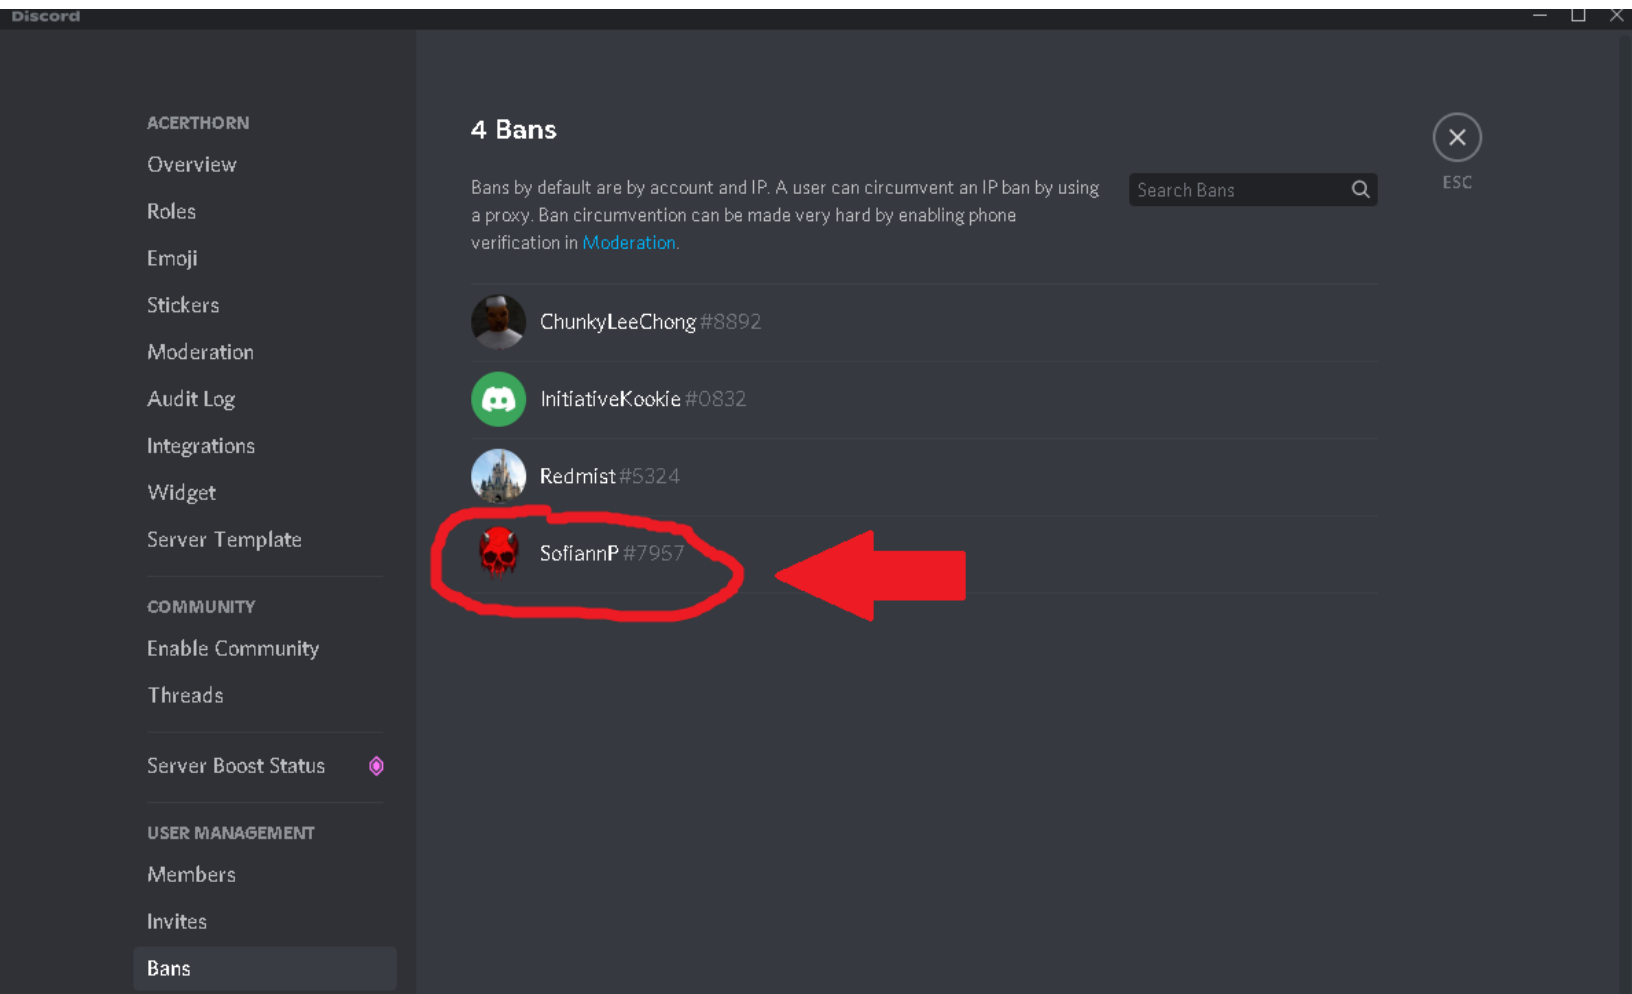 Discord
ACERTHORN
Overview
Roles
Emoji
Stickers
Moderation
Audit Log
Integrations
Widget
Server Template
COMMUNITY
Enable Community
Threads
Server Boost Status
USER MANAGEMENT
Members
Invites
Bans
4 Bans
Bans by default are by account and IP. A user can circumvent an IP ban by using
a proxy. Ban circumvention can be made very hard by enabling phone
verification in Moderation.
Search Bans
ESC
ChunkyLeeChong#8892
InitiativeKookie#0832
Redmist#5324
SofiannP#7957